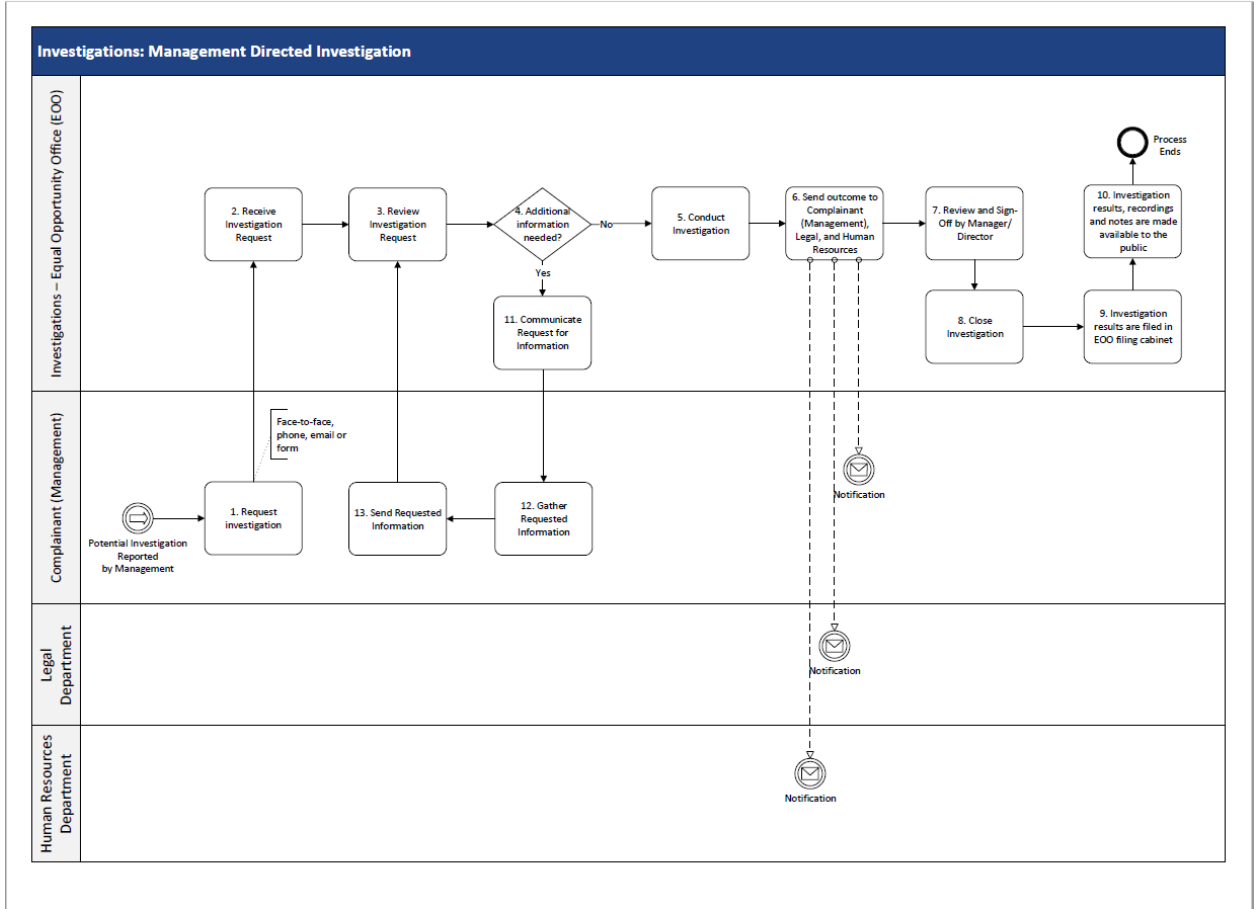 Investigations: Management Directed Investigation
Investigations – Equal Opportunity Office (EOO)
Process
Ends
2. Receive
Investigation
Request
3. Review
Investigation
Request
4. Additional
information
needed?
No
5. Conduct
Investigation
6. Send outcome to
Complainant
(Management),
Legal, and Human
Resources
7. Review and Sign-
Off by Manager/
Director
10. Investigation
results, recordings
and notes are made
available to the
public
Yes
11. Communicate
Request for
Information
8. Close
Investigation
9. Investigation
results are filed in
EOO filing cabinet
Complainant (Management)
Face-to-face,
phone, email or
form
Potential Investigation
Reported
by Management
1. Request
investigation
13. Send Requested
Information
12. Gather
Requested
Information
Notification
Legal
Department
Notification
Human Resources
Department
Notification